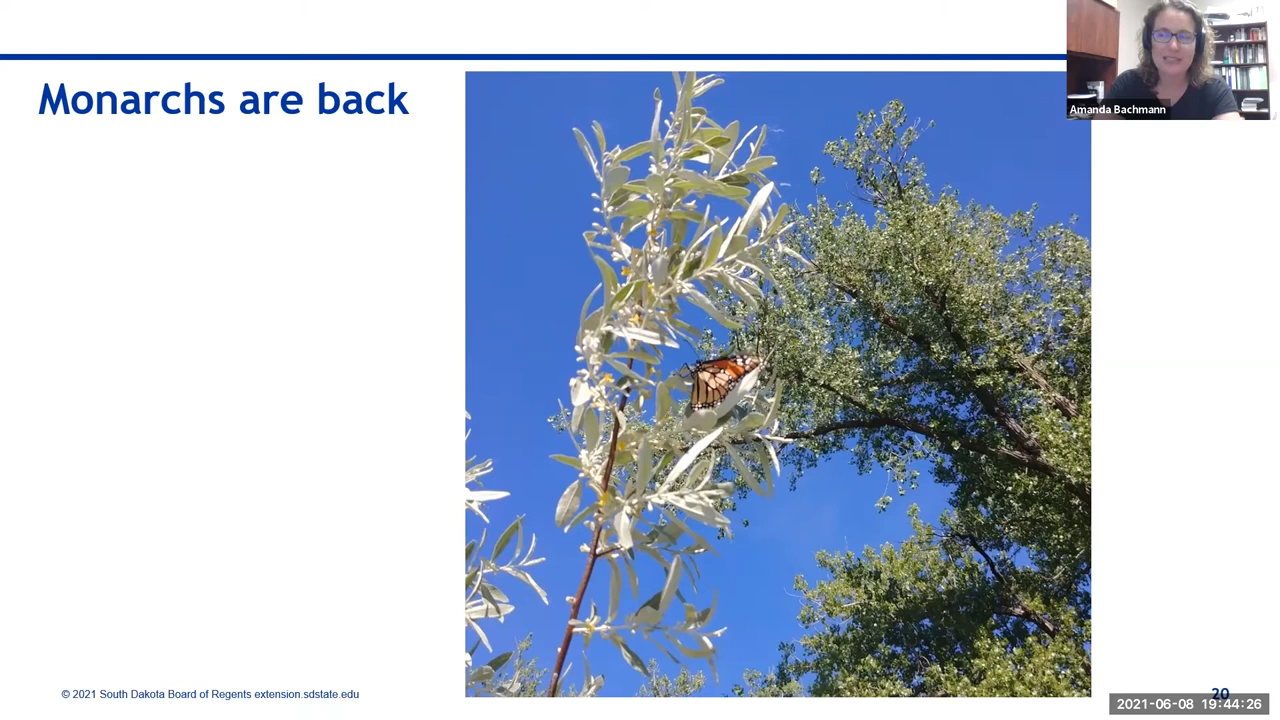 Monarchs are back
Amanda Bachmann
© 2021 South Dakota Board of Regents extension.sdstate.edu
20
2021-06-08 19:44:26